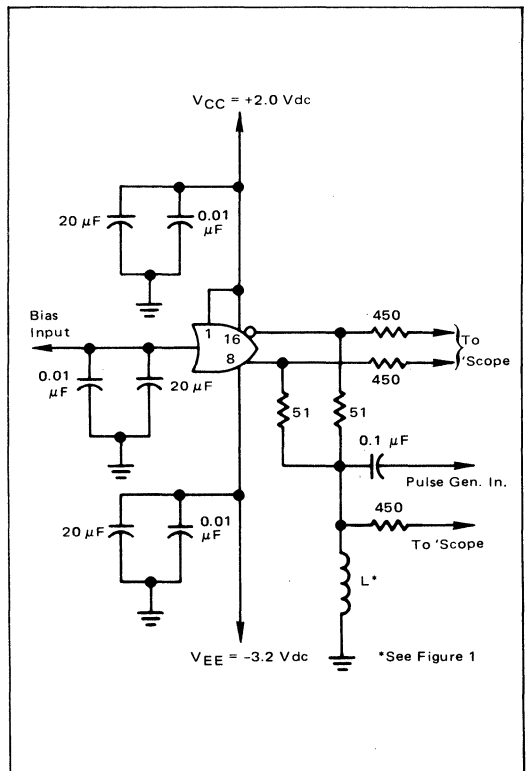 VCC = +2.0 Vdc
20 µF
0.01
µF
1
16
8
Bias
Input
0.01
µF
20 µF
450
To
'Scope
450
51
51
0.1 µF
Pulse Gen. In.
450
To 'Scope
20 µF
0.01
µF
L*
VEE = -3.2 Vdc
*See Figure 1